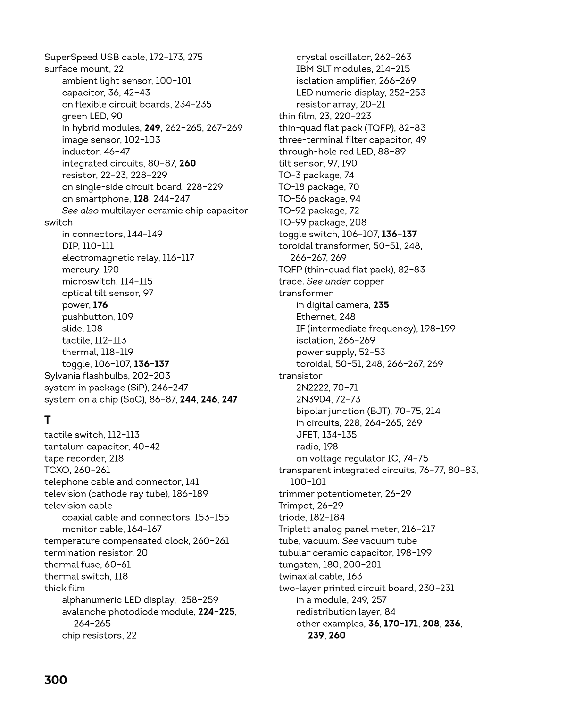 SuperSpeed USB cable, 172–173, 275
surface mount, 22
ambient light sensor, 100–101
capacitor, 36, 42–43
on flexible circuit boards, 234–235
green LED, 90
in hybrid modules, 249, 262–265, 267–269
image sensor, 102–103
inductor, 46–47
integrated circuits, 80–87, 260
resistor, 22–23, 228–229
on single-side circuit board, 228–229
on smartphone, 128, 244–247
See also multilayer ceramic chip capacitor
switch
in connectors, 144–149
DIP, 110–111
electromagnetic relay, 116–117
mercury, 190
microswitch, 114–115
optical tilt sensor, 97
power, 176
pushbutton, 109
slide, 108
tactile, 112–113
thermal, 118–119
toggle, 106–107, 136–137
Sylvania flashbulbs, 202–203
system in package (SiP), 246–247
system on a chip (SoC), 86–87, 244, 246, 247
T
tactile switch, 112–113
tantalum capacitor, 40–42
tape recorder, 218
TCXO, 260–261
telephone cable and connector, 141
television (cathode ray tube), 186–189
television cable
coaxial cable and connectors, 153–155
monitor cable, 164–167
temperature compensated clock, 260–261
termination resistor, 20
thermal fuse, 60–61
thermal switch, 118
thick film
alphanumeric LED display, 258–259
avalanche photodiode module, 224–225,
264–265
chip resistors, 22
crystal oscillator, 262–263
IBM SLT modules, 214–215
isolation amplifier, 266–269
LED numeric display, 252–253
resistor array, 20–21
thin film, 23, 220–223
thin-quad flat pack (TQFP), 82–83
three-terminal filter capacitor, 49
through-hole red LED, 88–89
tilt sensor, 97, 190
TO-3 package, 74
TO-18 package, 70
TO-56 package, 94
TO-92 package, 72
TO-99 package, 208
toggle switch, 106–107, 136–137
toroidal transformer, 50–51, 248,
266–267, 269
TQFP (thin-quad flat pack), 82–83
trace. See under copper
transformer
in digital camera, 235
Ethernet, 248
IF (intermediate frequency), 198–199
isolation, 266–269
power supply, 52–53
toroidal, 50–51, 248, 266–267, 269
transistor
2N2222, 70–71
2N3904, 72–73
bipolar junction (BJT), 70–75, 214
in circuits, 228, 264–265, 269
JFET, 134–135
radio, 198
on voltage regulator IC, 74–75
transparent integrated circuits, 76–77, 80–83,
100–101
trimmer potentiometer, 26–29
Trimpot, 26–29
triode, 182–184
Triplett analog panel meter, 216–217
tube, vacuum. See vacuum tube
tubular ceramic capacitor, 198–199
tungsten, 180, 200–201
twinaxial cable, 163
two-layer printed circuit board, 230–231
in a module, 249, 257
redistribution layer, 84
other examples, 36, 170–171, 208, 236,
239, 260
300